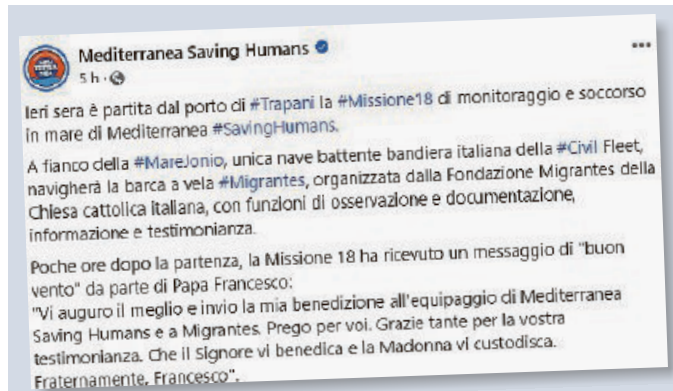 Mediterranea Saving Humans
5 h ·
Ieri sera è partita dal porto di #Trapani la #Missione18 di monitoraggio e soccorso
in mare di Mediterranea #SavingHumans.
A fianco della #MareJonio, unica nave battente bandiera italiana della #Civil Fleet,
navigherà la barca a vela #Migrantes, organizzata dalla Fondazione Migrantes della
Chiesa cattolica italiana, con funzioni di osservazione e documentazione,
informazione e testimonianza.
Poche ore dopo la partenza, la Missione 18 ha ricevuto un messaggio di "buon
vento" da parte di Papa Francesco:
"Vi auguro il meglio e invio la mia benedizione all'equipaggio di Mediterranea
Saving Humans e a Migrantes. Prego per voi. Grazie tante per la vostra
testimonianza. Che il Signore vi benedica e la Madonna vi custodisca.
Fraternamente, Francesco".